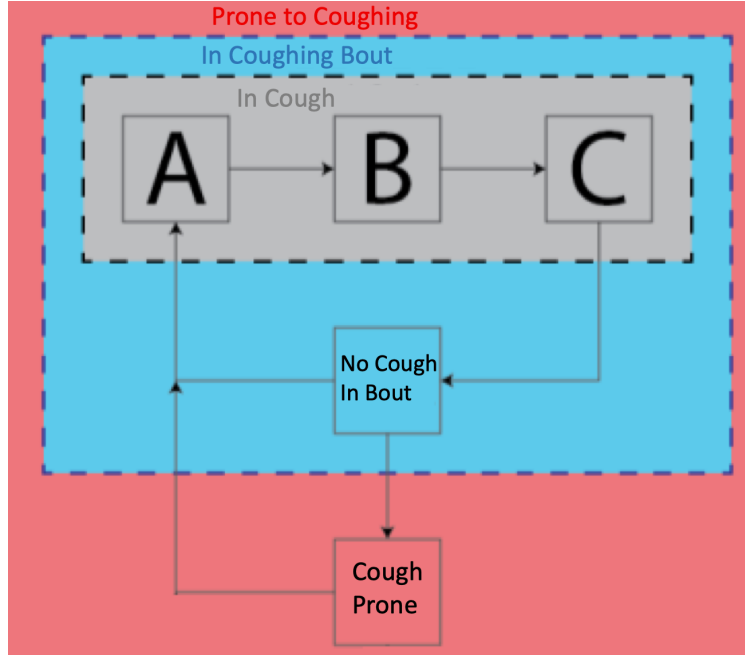 Prone to Coughing
In Coughing Bout
In Cough
A B C
No Cough
In Bout
Cough
Prone